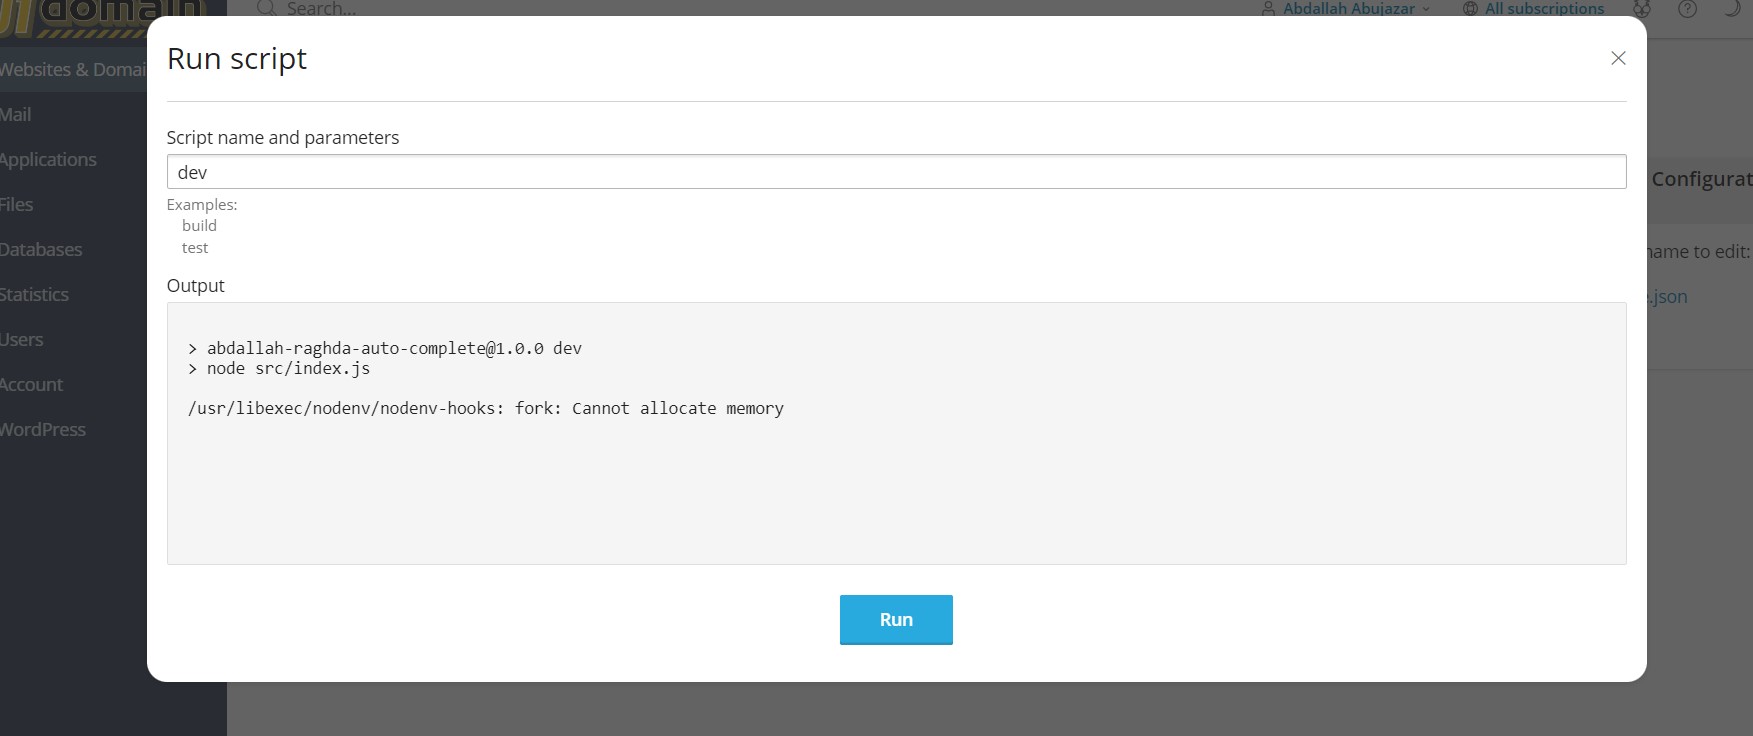 domain
Search...
Abdallah Abujazar
All subscriptions
Websites & Domai
Mail
Applications
Files
Databases
Statistics
Users
Account
WordPress
Run script
Script name and parameters
dev
Examples:
build
test
Output
> abdallah-raghda-auto-complete@1.0.0 dev
> node src/index.js
/usr/libexec/nodenv/nodenv-hooks: fork: Cannot allocate memory
Run
Configurat
name to edit:
.json